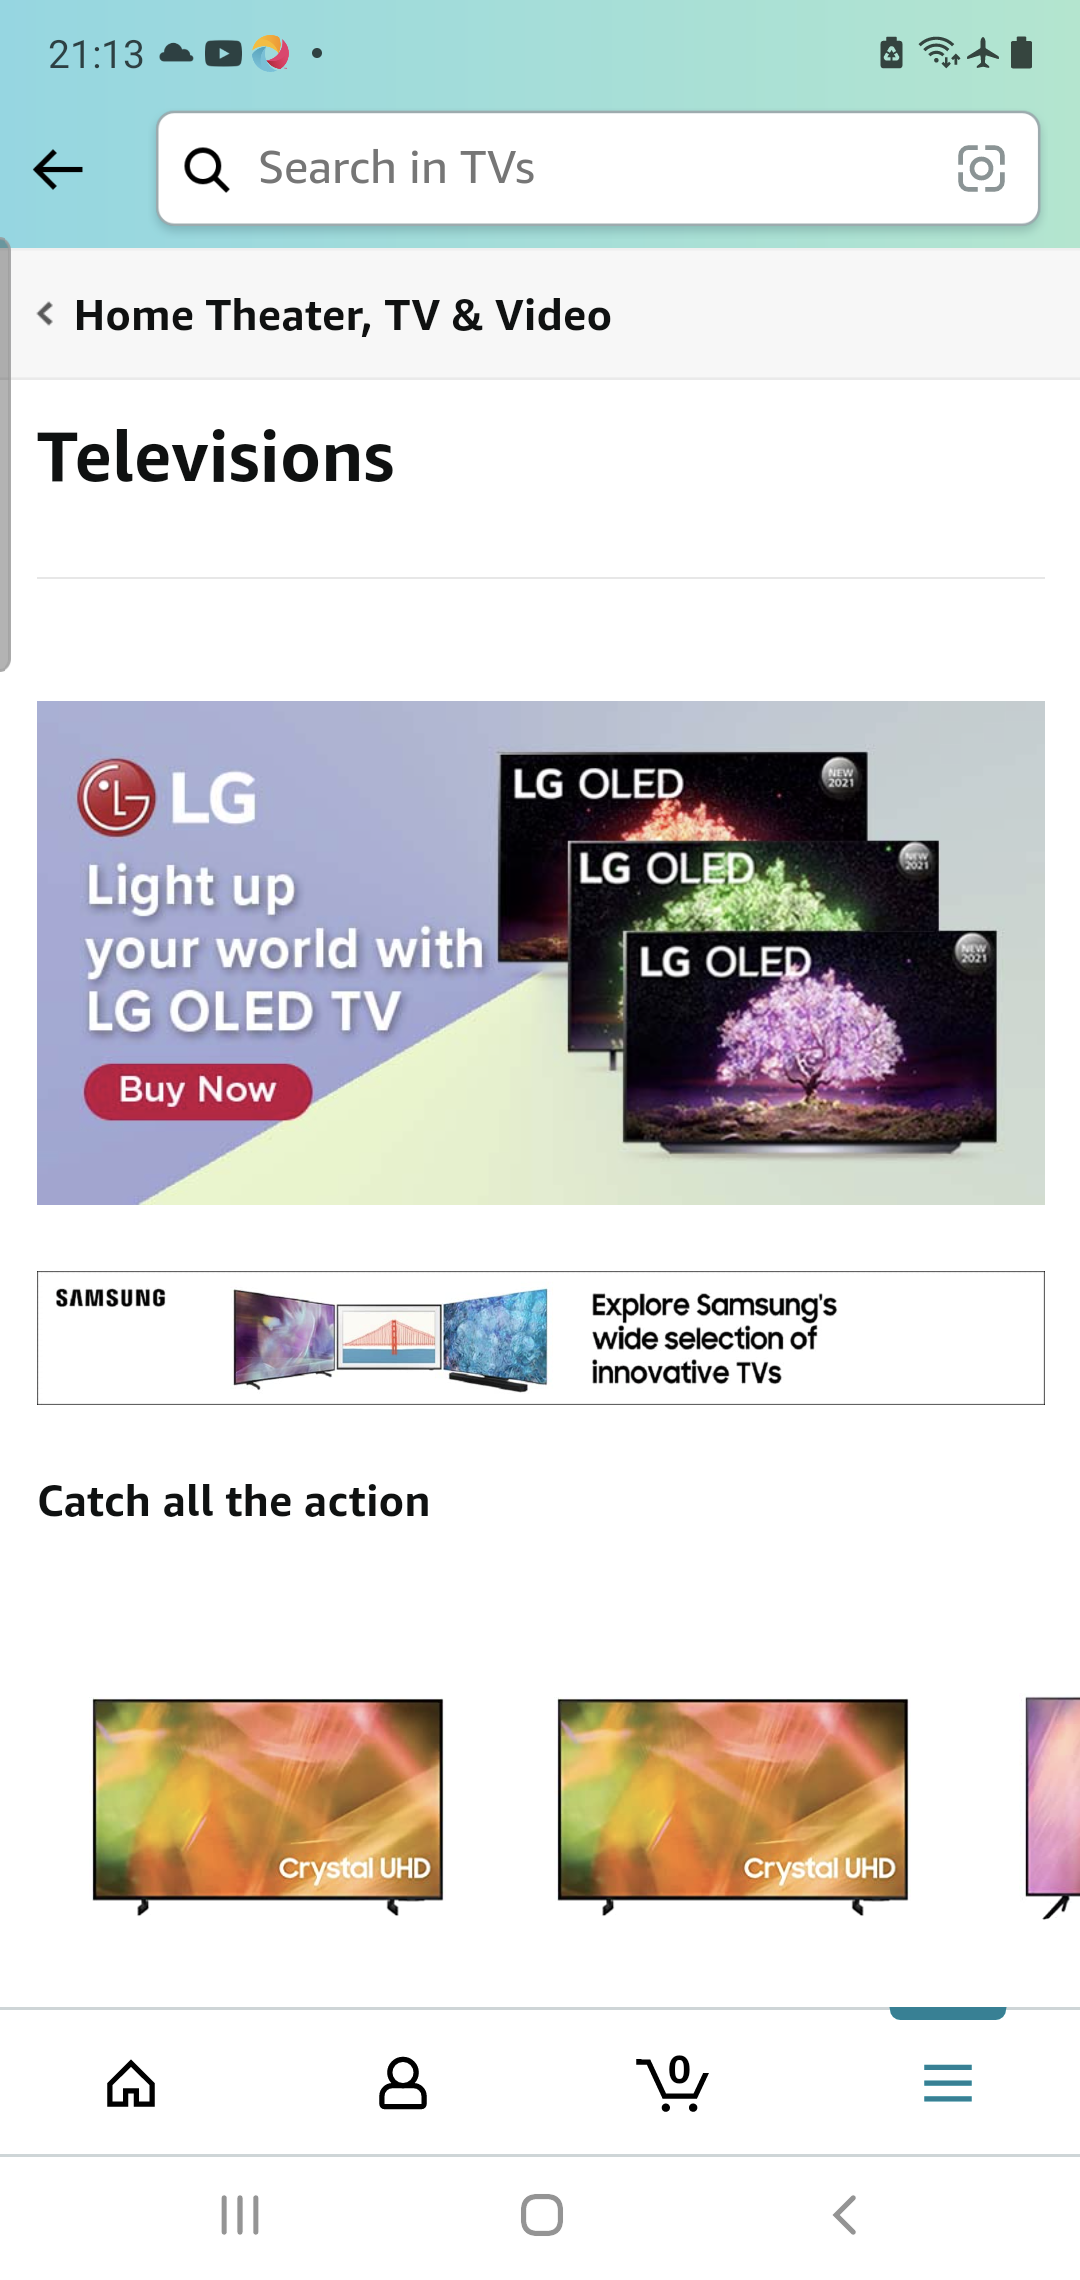 21:13
Search in TVs
Home Theater, TV & Video
Televisions
LG
Light up
your world with
LG OLED TV
Buy Now
LG OLED
NEW
2021
LG OLED
NEW
2021
LG OLED
NEW
2021
SAMSUNG
Explore Samsung's
wide selection of
innovative TVs
Catch all the action
Crystal UHD
Crystal UHD
0